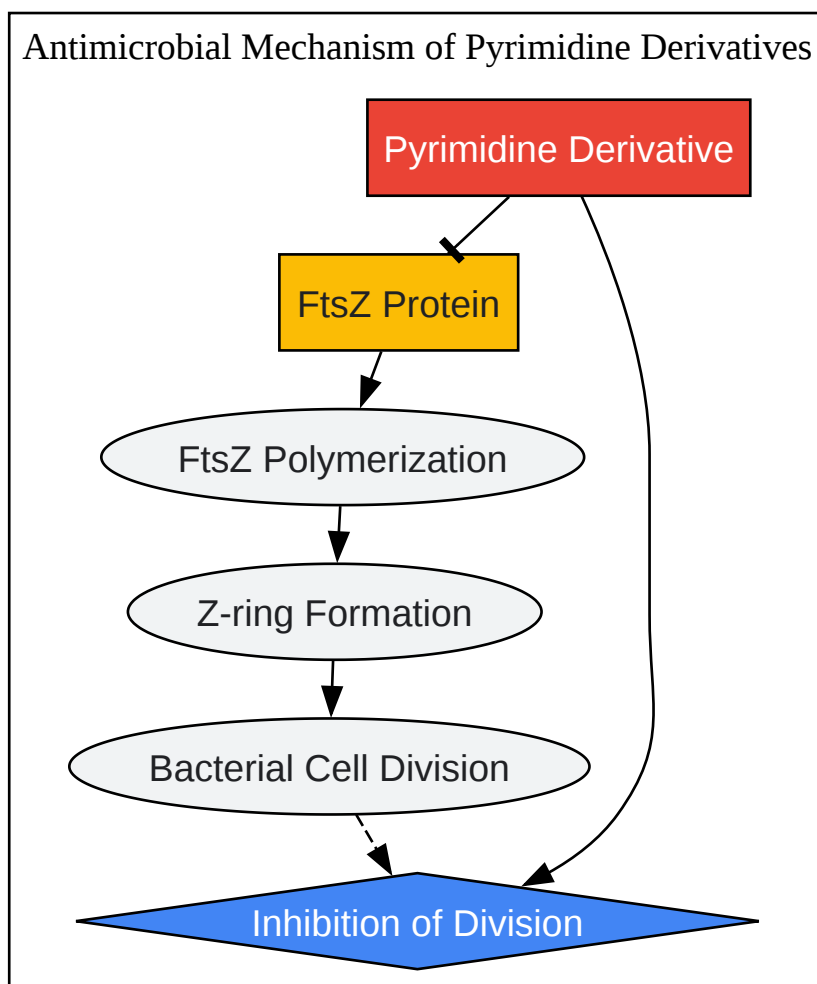 Antimicrobial Mechanism of Pyrimidine Derivatives
Pyrimidine Derivative
FtsZ Protein
FtsZ Polymerization
Z-ring Formation
Bacterial Cell Division
Inhibition of Division